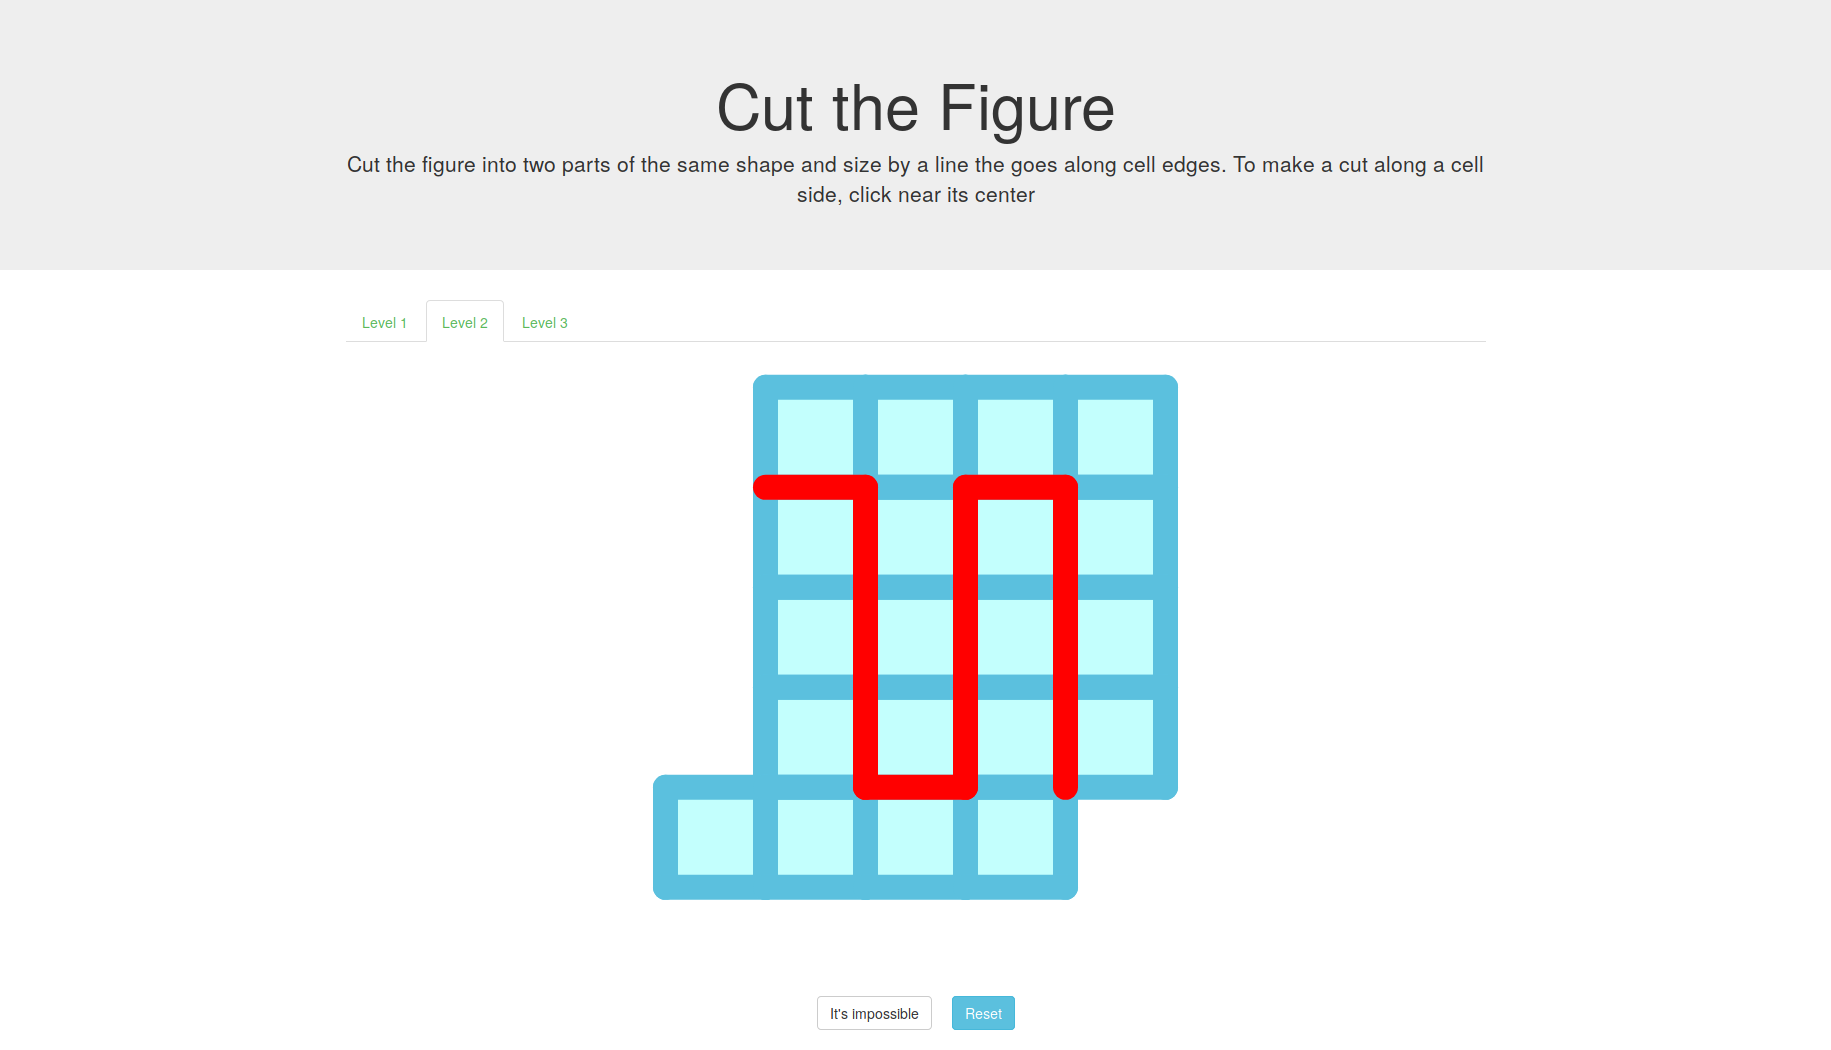 Cut the Figure
Cut the figure into two parts of the same shape and size by a line the goes along cell edges. To make a cut along a cell
side, click near its center
Level 1
Level 2
Level 3
It's impossible
Reset